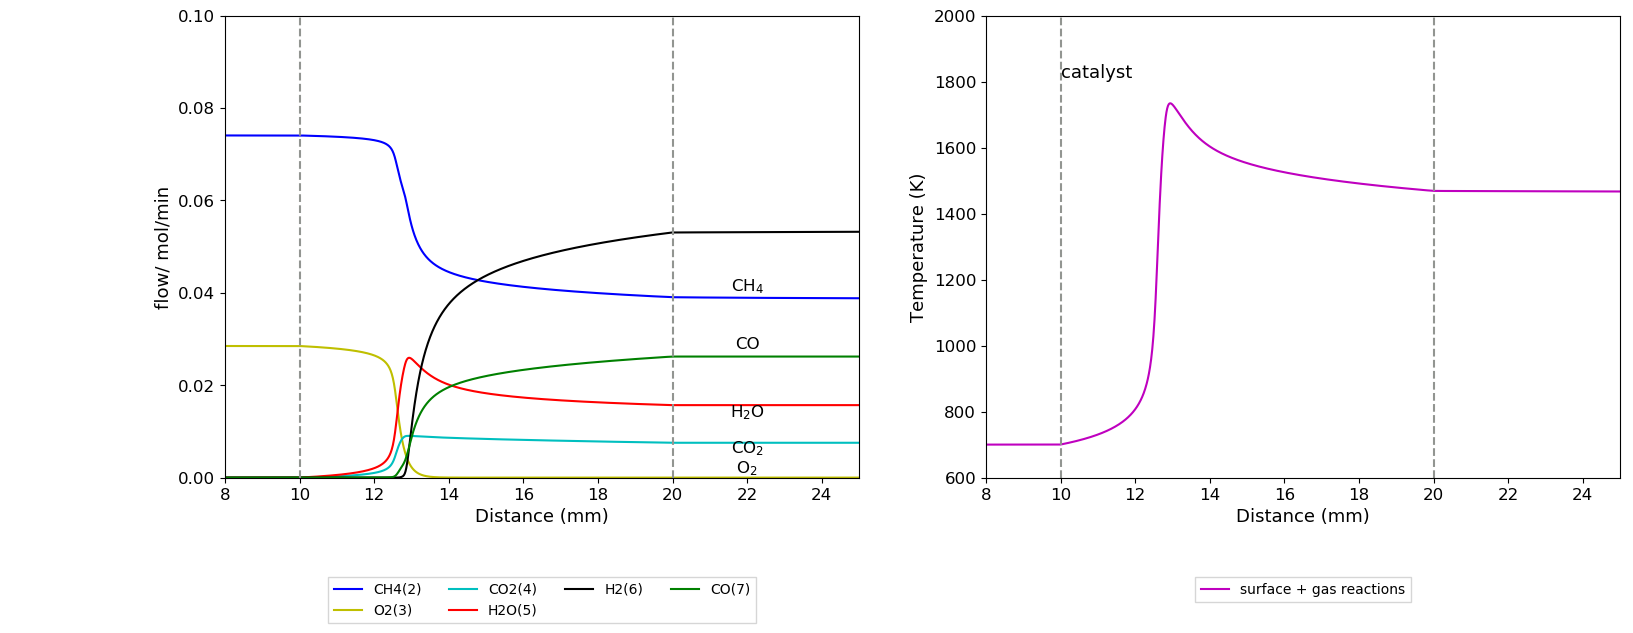 0.10
0.08
0.06
0.04
0.02
0.00
flow/ mol/min
CH₄
CO
H₂O
CO₂
O₂
8 10 12 14 16 18 20 22 24
Distance (mm)
CH4(2) CO2(4) H2(6) CO(7)
O2(3) H2O(5)
2000
1800
1600
1400
1200
1000
800
600
Temperature (K)
catalyst
8 10 12 14 16 18 20 22 24
Distance (mm)
surface + gas reactions